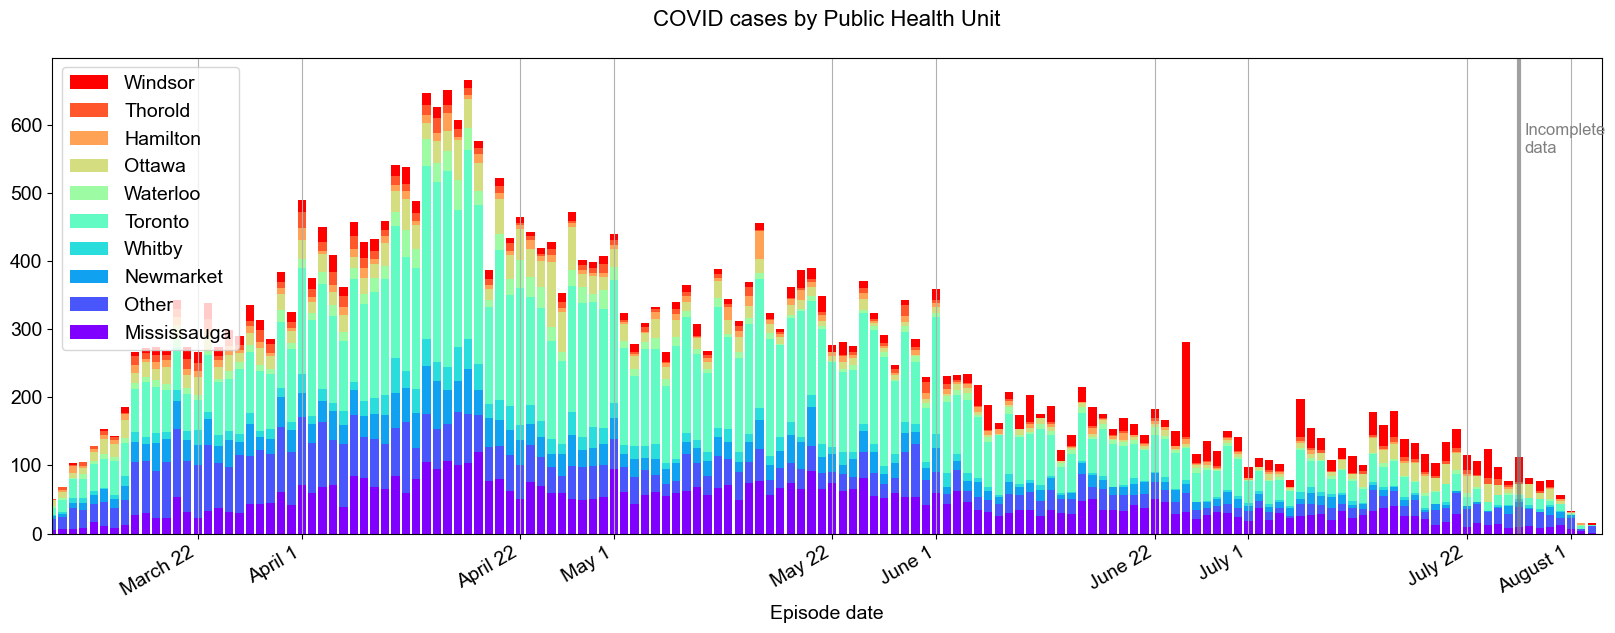 COVID cases by Public Health Unit
Windsor
Thorold
Hamilton
Ottawa
Waterloo
Toronto
Whitby
Newmarket
Other
Mississauga
Incomplete
data
600
500
400
300
200
100
0
March 22
April 1
April 22
May 1
May 22
June 1
June 22
July 1
July 22
August 1
Episode date